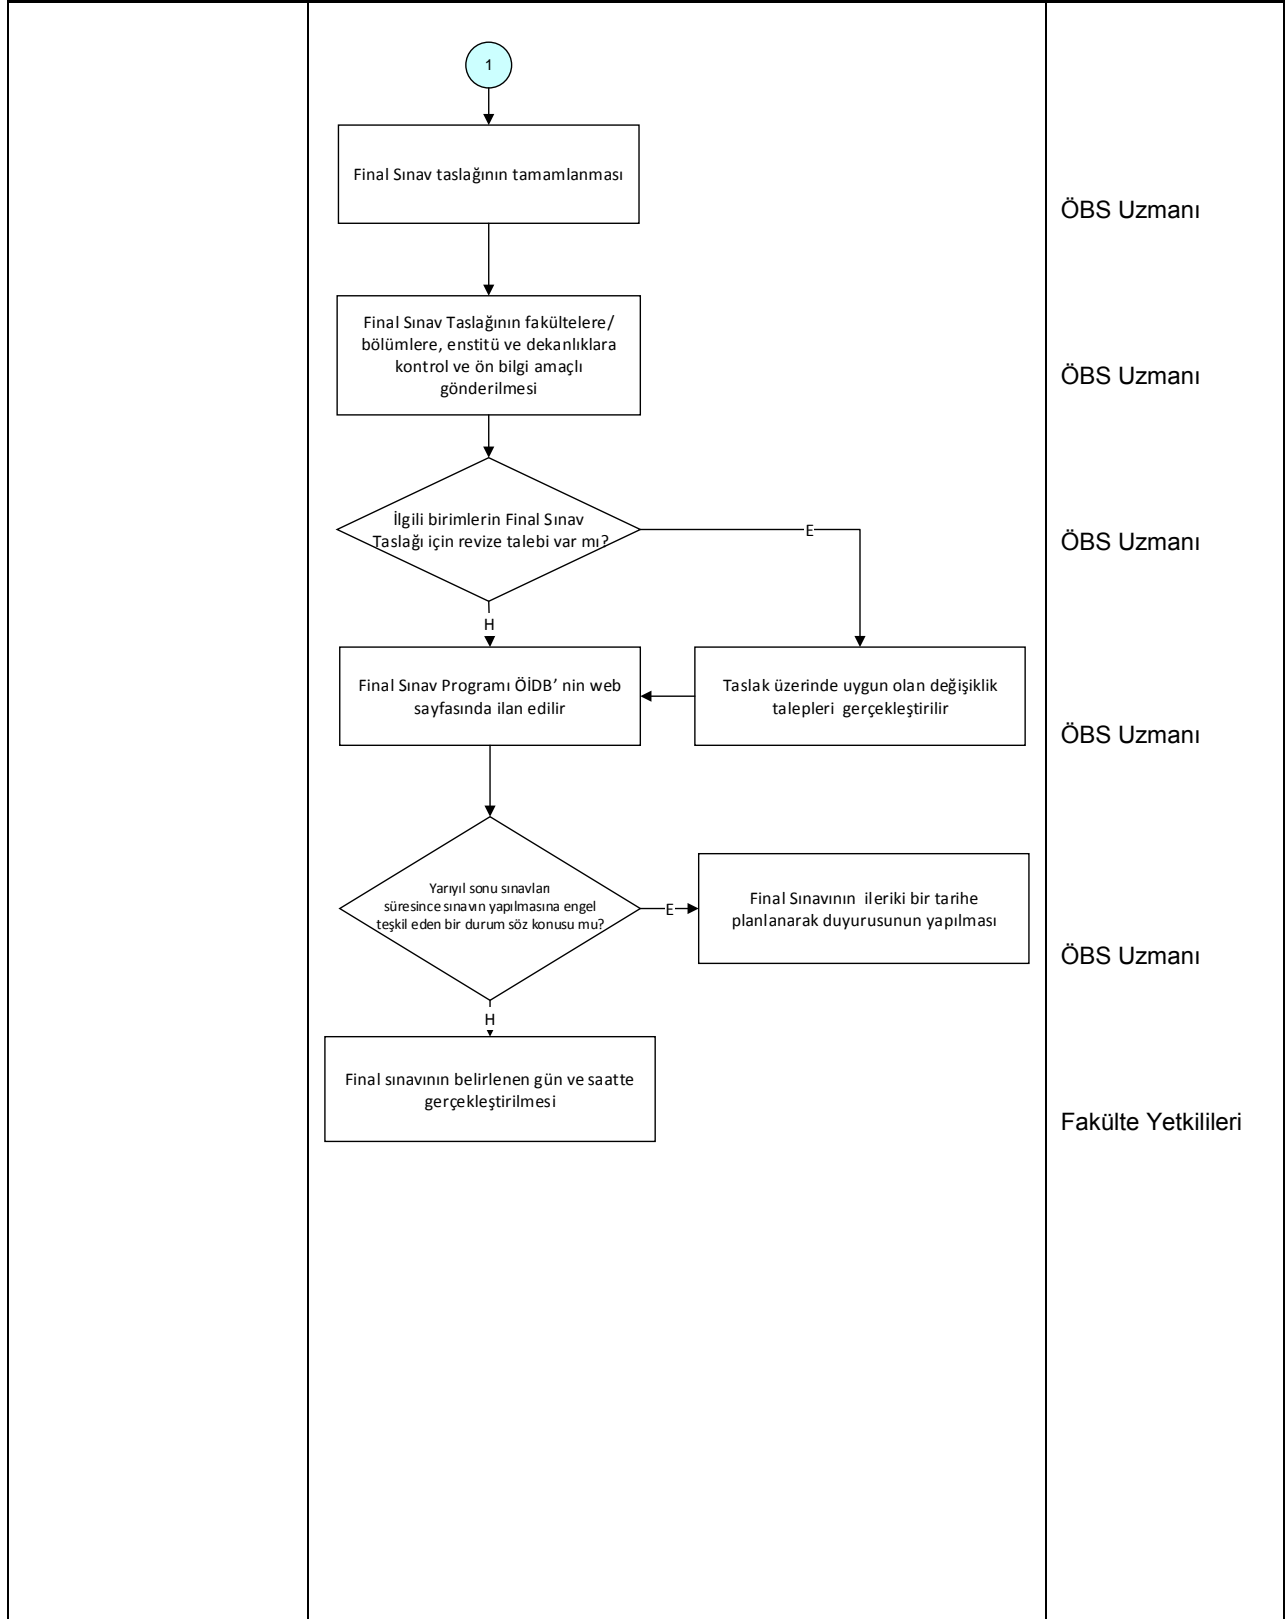 1
Final Sınav taslağının tamamlanması
ÖBS Uzmanı
Final Sınav Taslağının fakültelere/
bölümlere, enstitü ve dekanlıklara
kontrol ve ön bilgi amaçlı
gönderilmesi
ÖBS Uzmanı
İlgili birimlerin Final Sınav
Taslağı için revize talebi var mı?
E
ÖBS Uzmanı
H
Final Sınav Programı ÖİDB’ nin web
sayfasında ilan edilir
Taslak üzerinde uygun olan değişiklik
talepleri gerçekleştirilir
ÖBS Uzmanı
Yarıyıl sonu sınavları
süresince sınavın yapılmasına engel
teşkil eden bir durum söz konusu mu?
E
Final Sınavının ileriki bir tarihe
planlanarak duyurusunun yapılması
ÖBS Uzmanı
H
Final sınavının belirlenen gün ve saatte
gerçekleştirilmesi
Fakülte Yetkilileri